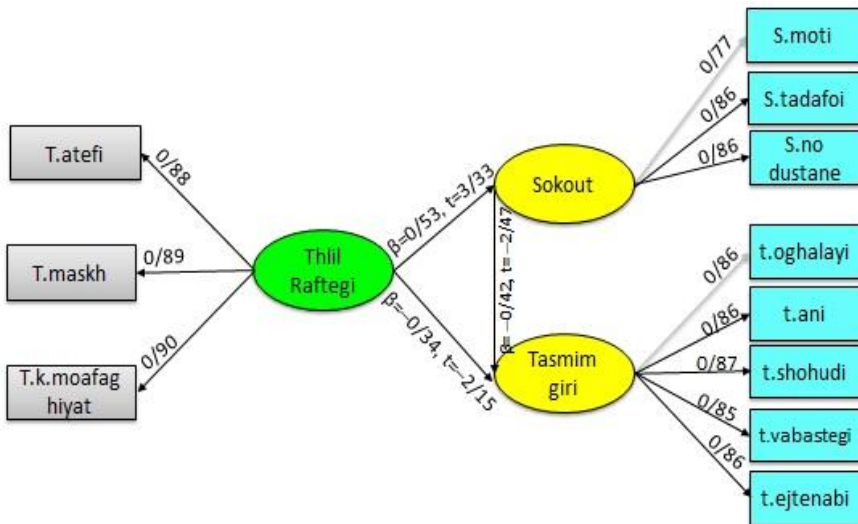 T.atefi
T.maskh
T.k.moafag
hiyat
0/88
0/89
0/90
Thlil
Raftegi
β=0/53, t=3/33
β=-0/34, t=-2/15
β= -0/42, t= -2/47
Sokout
Tasmim
giri
0/77
0/86
0/86
0/86
0/86
0/87
0/85
0/86
S.moti
S.tadafoi
S.no
dustane
t.oghalayi
t.ani
t.shohudi
t.vabastegi
t.ejtenabi